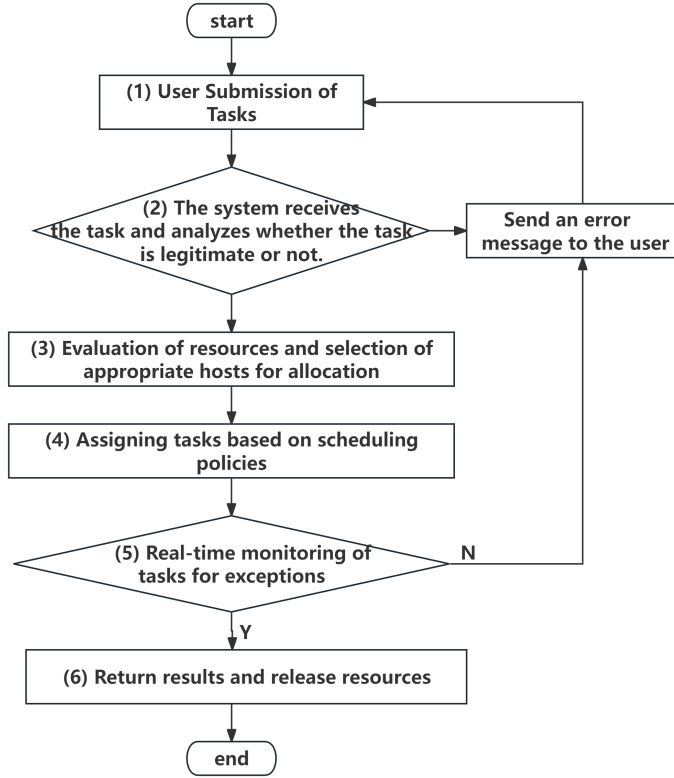 start
(1) User Submission of
Tasks
(2) The system receives
the task and analyzes whether the task
is legitimate or not.
Send an error
message to the user
(3) Evaluation of resources and selection of
appropriate hosts for allocation
(4) Assigning tasks based on scheduling
policies
(5) Real-time monitoring of
tasks for exceptions
N
Y
(6) Return results and release resources
end